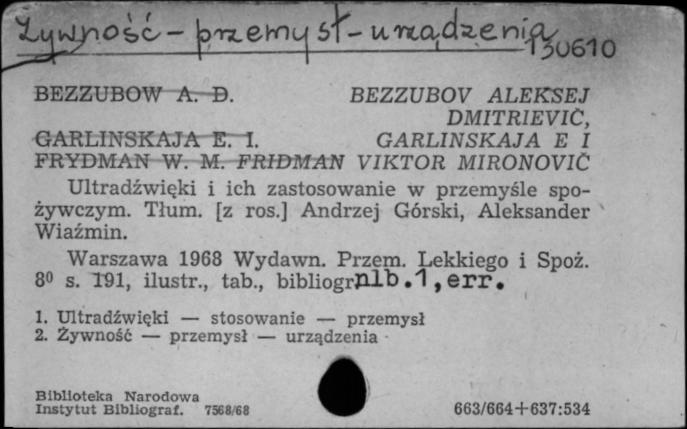 Żywność - przemysł - urządzenia
130610
BEZZUBOW A. D. BEZZUBOV ALEKSEJ
DMITRIEVIČ,
GARLINSKAJA E. I. GARLINSKAJA E I
FRYDMAN W. M. FRIDMAN VIKTOR MIRONOVIČ
Ultradźwięki i ich zastosowanie w przemyśle spo-
żywczym. Tłum. [z ros.] Andrzej Górski, Aleksander
Wiaźmin.
Warszawa 1968 Wydawn. Przem. Lekkiego i Spoż.
8⁰ s. 191, ilustr., tab., bibliogr nlb.1,err.
1. Ultradźwięki — stosowanie — przemysł
2. Żywność — przemysł — urządzenia
Biblioteka Narodowa
Instytut Bibliograf. 7568/68 663/664+637:534